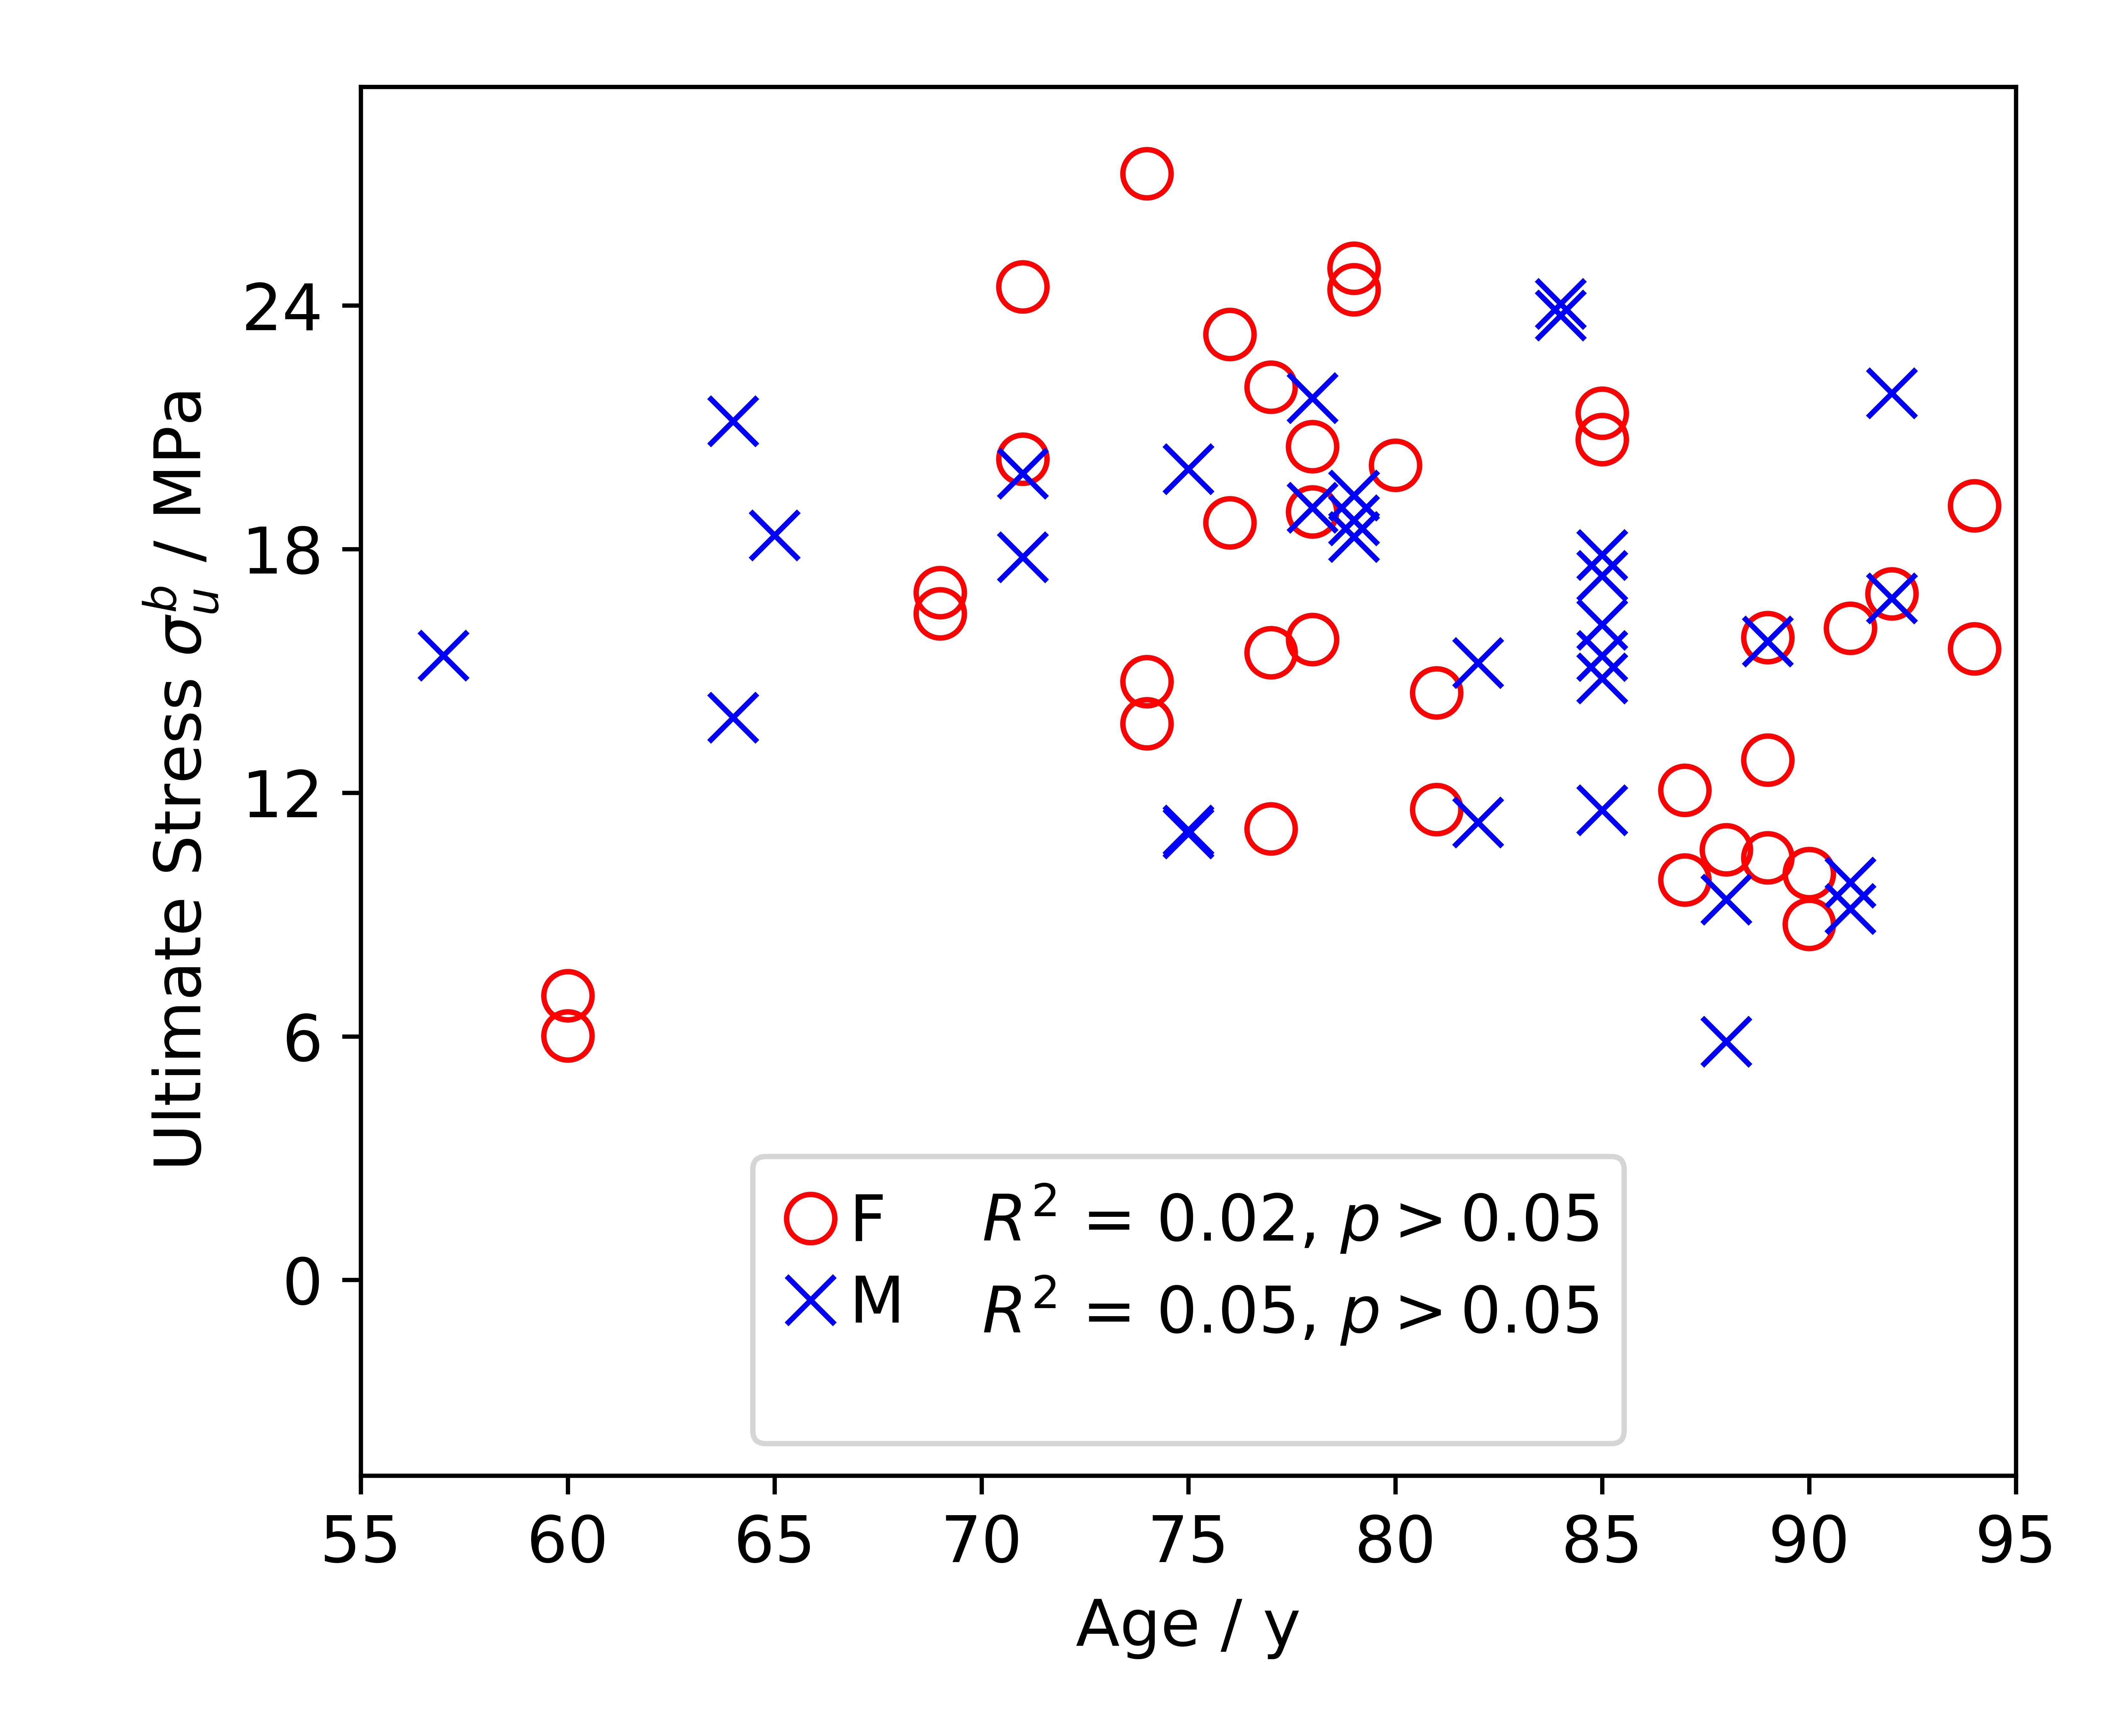 24
18
12
6
0
Ultimate Stress σ_u^b / MPa
F R² = 0.02, p > 0.05
M R² = 0.05, p > 0.05
55 60 65 70 75 80 85 90 95
Age / y